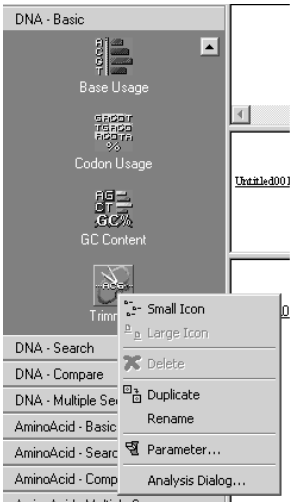 DNA - Basic
Base Usage
Codon Usage
GC Content
Trimm
Small Icon
Large Icon
Delete
Duplicate
Rename
Parameter...
Analysis Dialog...
DNA - Search
DNA - Compare
DNA - Multiple Se
AminoAcid - Basic
AminoAcid - Searc
AminoAcid - Comp
Untitled001